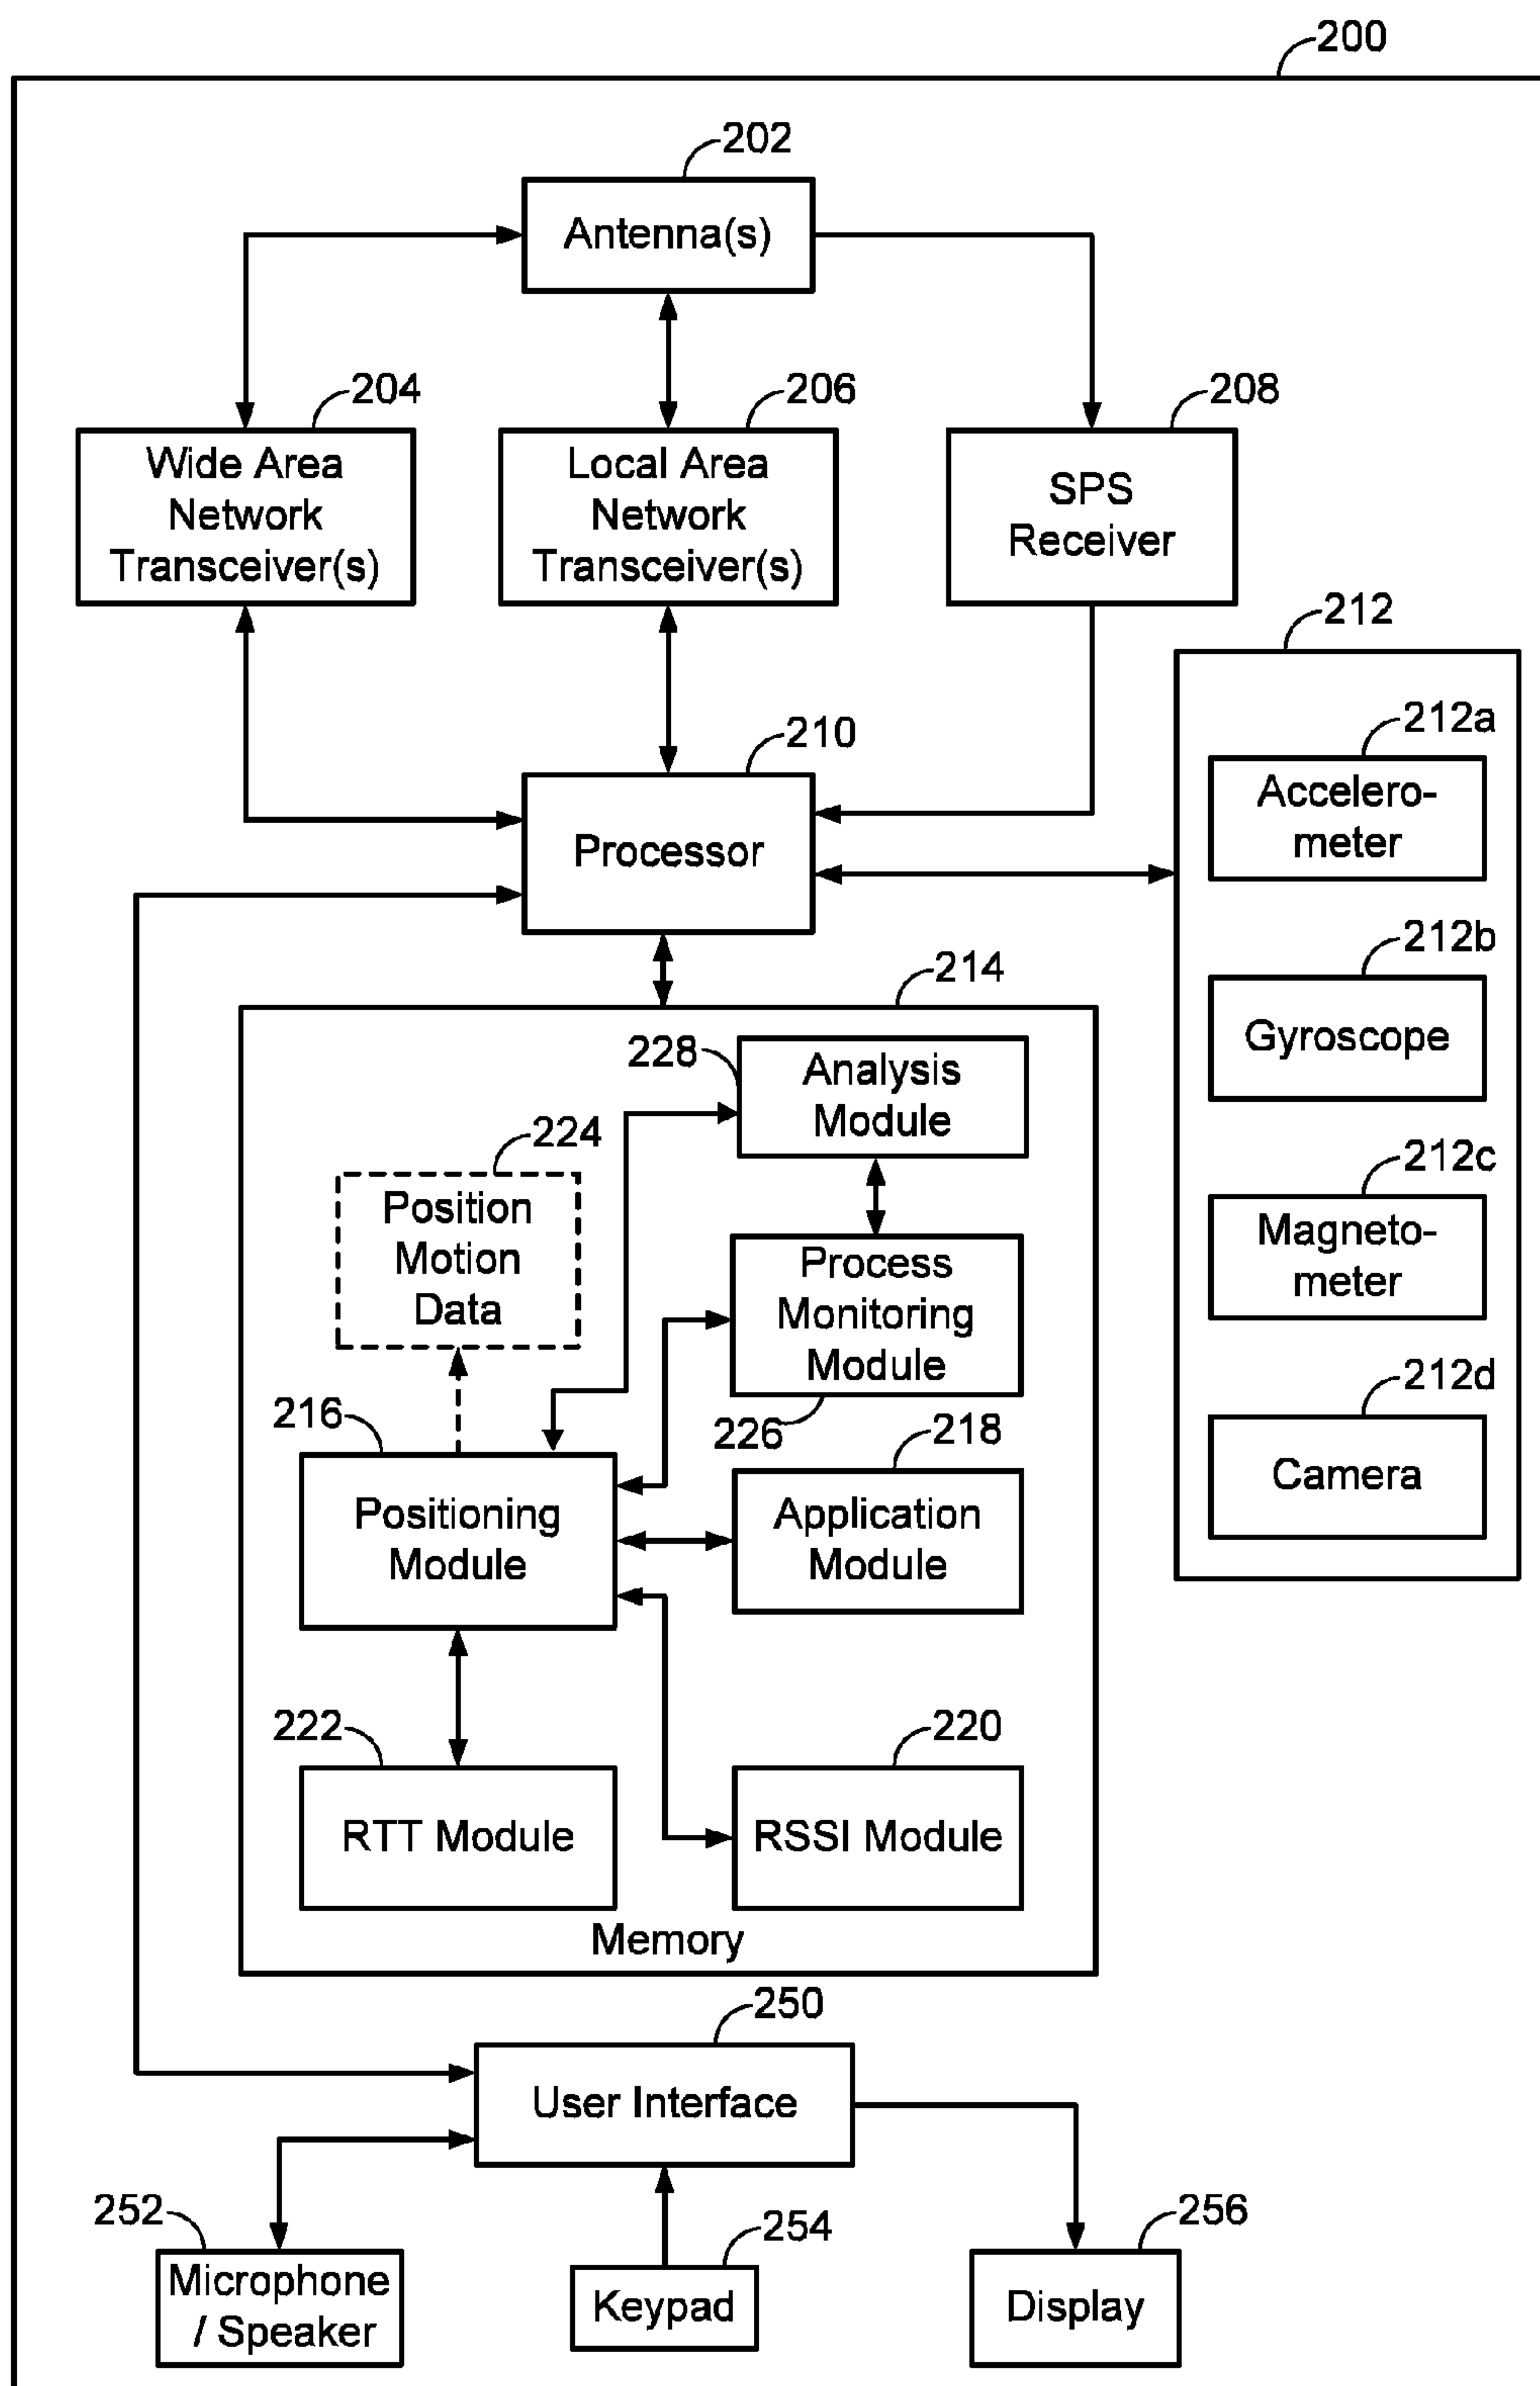 200
202
Antenna(s)
204
206
208
Wide Area
Network
Transceiver(s)
Local Area
Network
Transceiver(s)
SPS
Receiver
212
210
Processor
212a
Accelero-
meter
212b
Gyroscope
212c
Magneto-
meter
212d
Camera
214
228
Analysis
Module
224
Position
Motion
Data
Process
Monitoring
Module
226
216
Positioning
Module
218
Application
Module
222
RTT Module
220
RSSI Module
Memory
250
User Interface
252
Microphone
/ Speaker
254
Keypad
256
Display